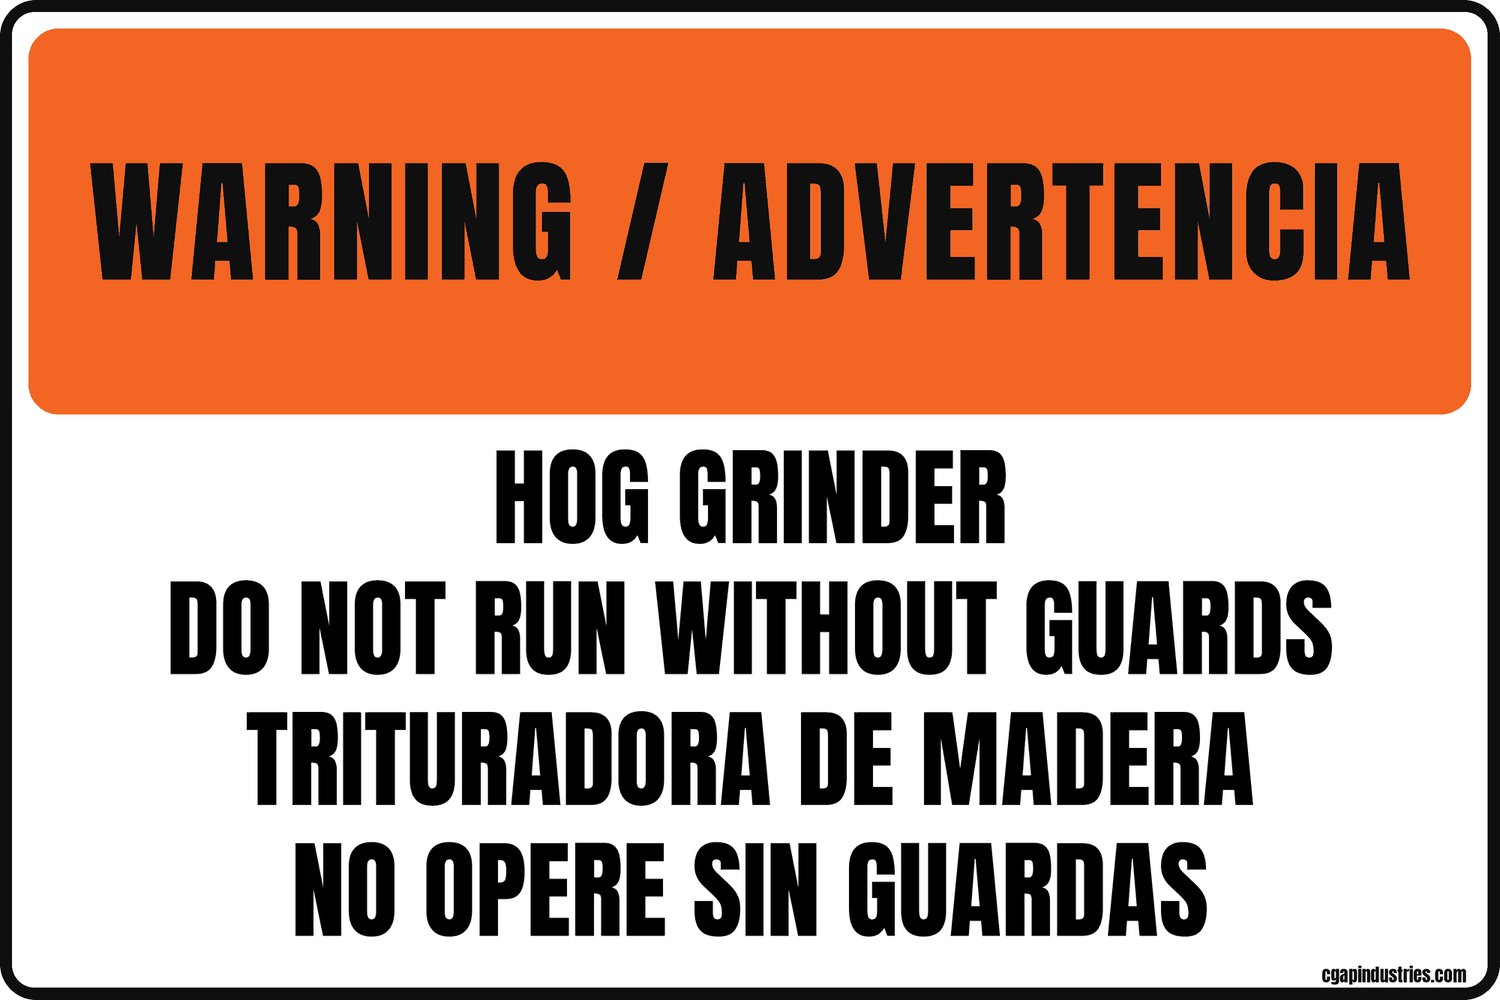 WARNING / ADVERTENCIA
HOG GRINDER
DO NOT RUN WITHOUT GUARDS
TRITURADORA DE MADERA
NO OPERE SIN GUARDAS
cgapindustries.com